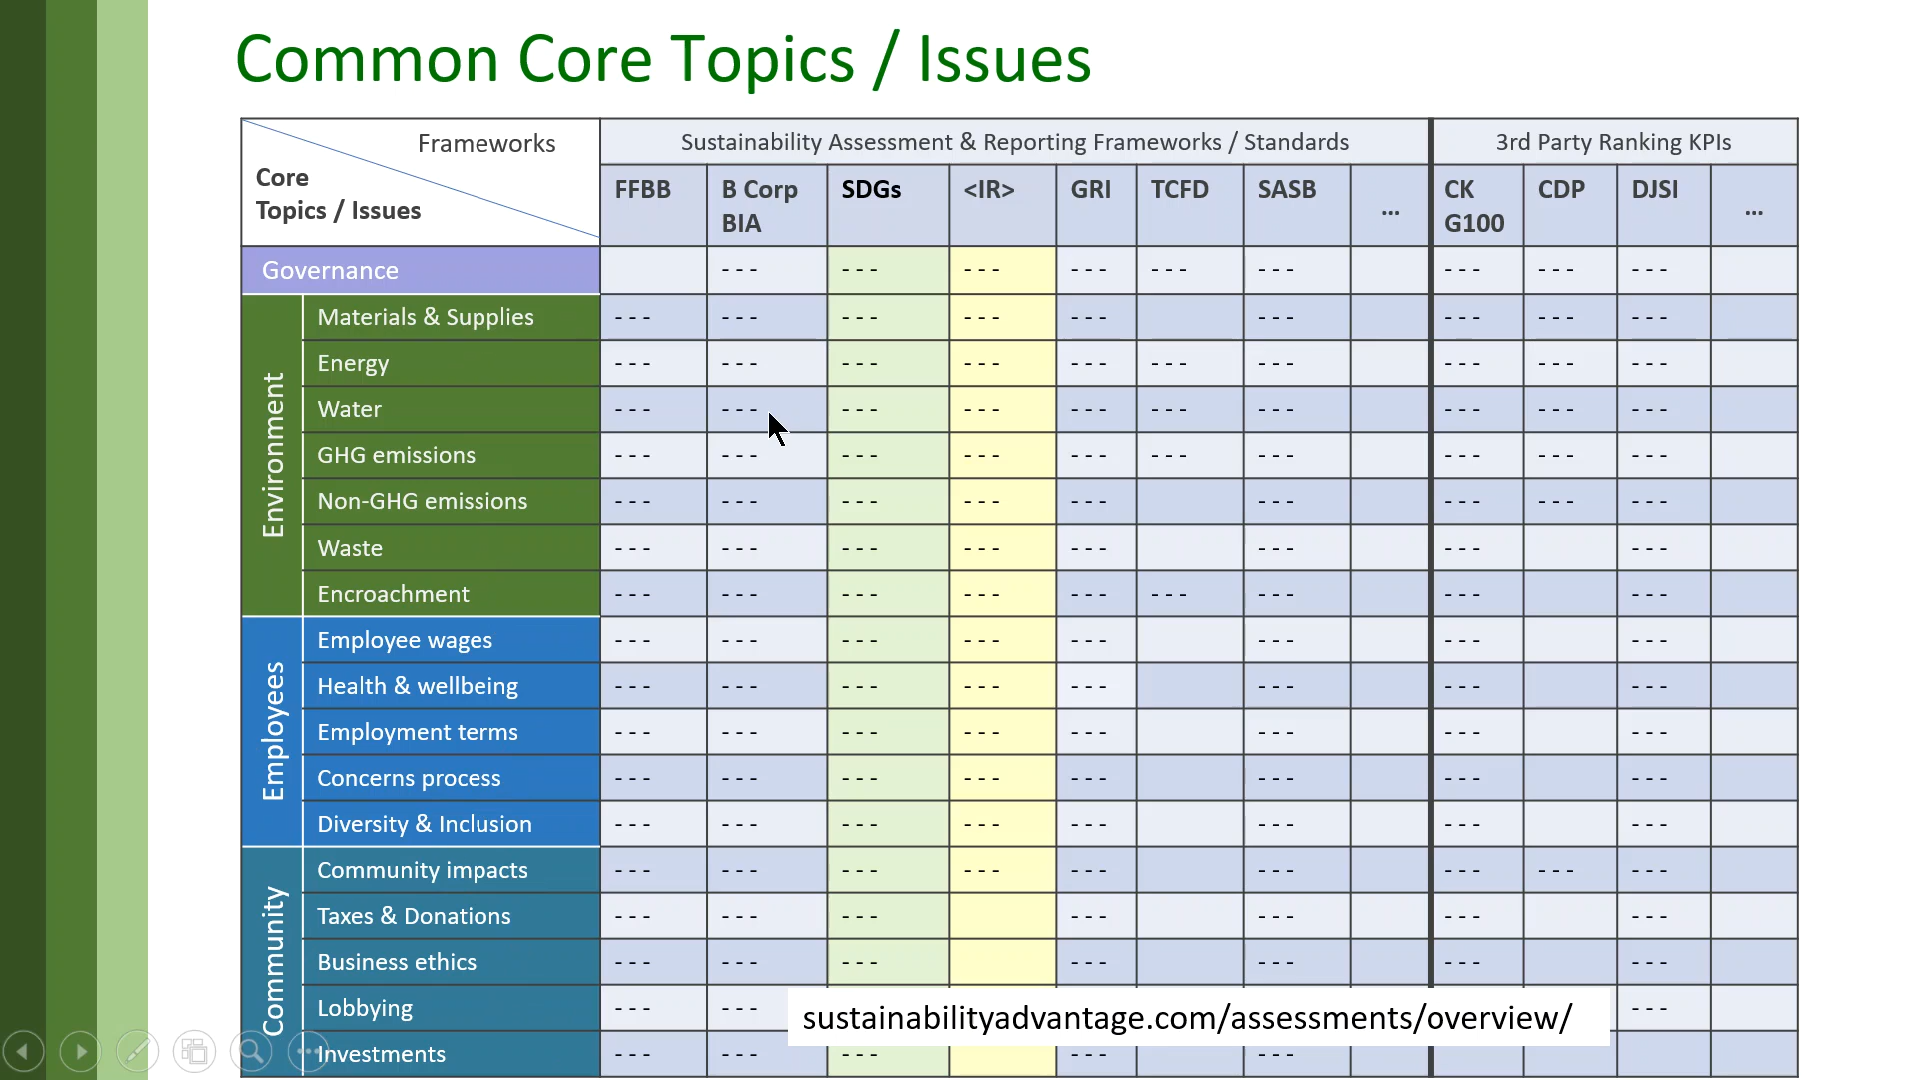 Common Core Topics / Issues
Frameworks
Core
Topics / Issues
Sustainability Assessment & Reporting Frameworks / Standards
3rd Party Ranking KPIs
FFBB B Corp BIA SDGs <IR> GRI TCFD SASB ... CK G100 CDP DJSI ...
Governance --- --- --- --- --- --- --- --- ---
Environment
Materials & Supplies --- --- --- --- --- --- --- --- ---
Energy --- --- --- --- --- --- --- --- --- ---
Water --- --- --- --- --- --- --- --- --- ---
GHG emissions --- --- --- --- --- --- --- --- --- ---
Non-GHG emissions --- --- --- --- --- --- --- --- ---
Waste --- --- --- --- --- --- --- ---
Encroachment --- --- --- --- --- --- --- --- ---
Employees
Employee wages --- --- --- --- --- --- --- ---
Health & wellbeing --- --- --- --- --- --- --- ---
Employment terms --- --- --- --- --- --- --- ---
Concerns process --- --- --- --- --- --- --- ---
Diversity & Inclusion --- --- --- --- --- --- --- ---
Community
Community impacts --- --- --- --- --- --- --- --- ---
Taxes & Donations --- --- --- --- --- --- ---
Business ethics --- --- --- --- --- --- ---
Lobbying --- --- ---
sustainabilityadvantage.com/assessments/overview/
Investments --- --- --- --- ---